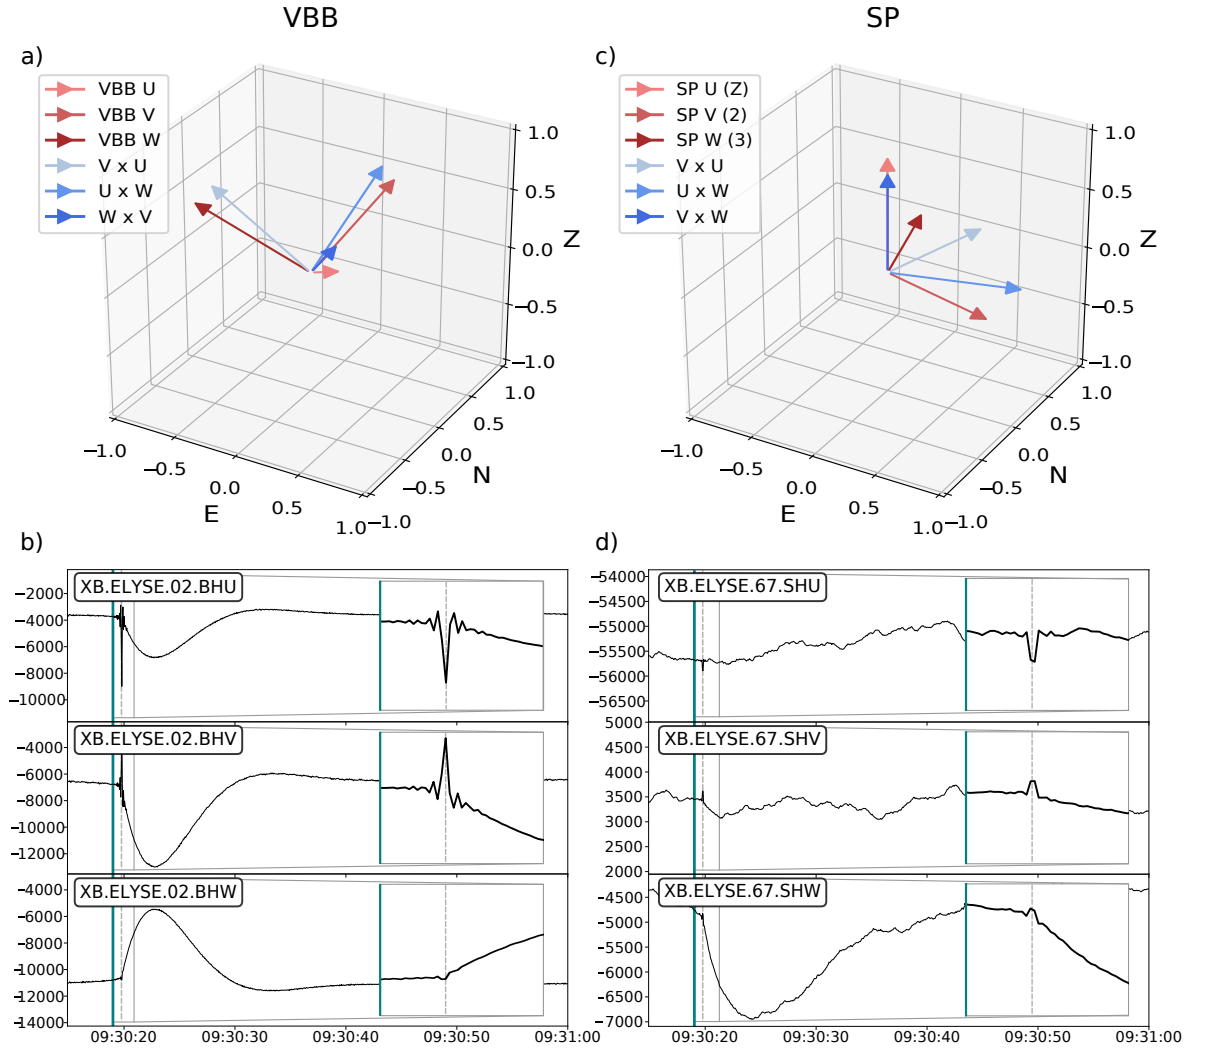 VBB
SP
a)
VBB U
VBB V
VBB W
V x U
U x W
W x V
1.0
0.5
0.0
−0.5
−1.0
Z
1.0
0.5
0.0
−0.5
−1.0
N
−1.0
−0.5
0.0
0.5
1.0
E
c)
SP U (Z)
SP V (2)
SP W (3)
V x U
U x W
V x W
1.0
0.5
0.0
−0.5
−1.0
Z
1.0
0.5
0.0
−0.5
−1.0
N
−1.0
−0.5
0.0
0.5
1.0
E
b)
XB.ELYSE.02.BHU
−2000
−4000
−6000
−8000
−10000
XB.ELYSE.02.BHV
−4000
−6000
−8000
−10000
−12000
XB.ELYSE.02.BHW
−4000
−6000
−8000
−10000
−12000
−14000
09:30:20 09:30:30 09:30:40 09:30:50 09:31:00
d)
XB.ELYSE.67.SHU
−54000
−54500
−55000
−55500
−56000
−56500
XB.ELYSE.67.SHV
5000
4500
4000
3500
3000
2500
2000
XB.ELYSE.67.SHW
−4500
−5000
−5500
−6000
−6500
−7000
09:30:20 09:30:30 09:30:40 09:30:50 09:31:00